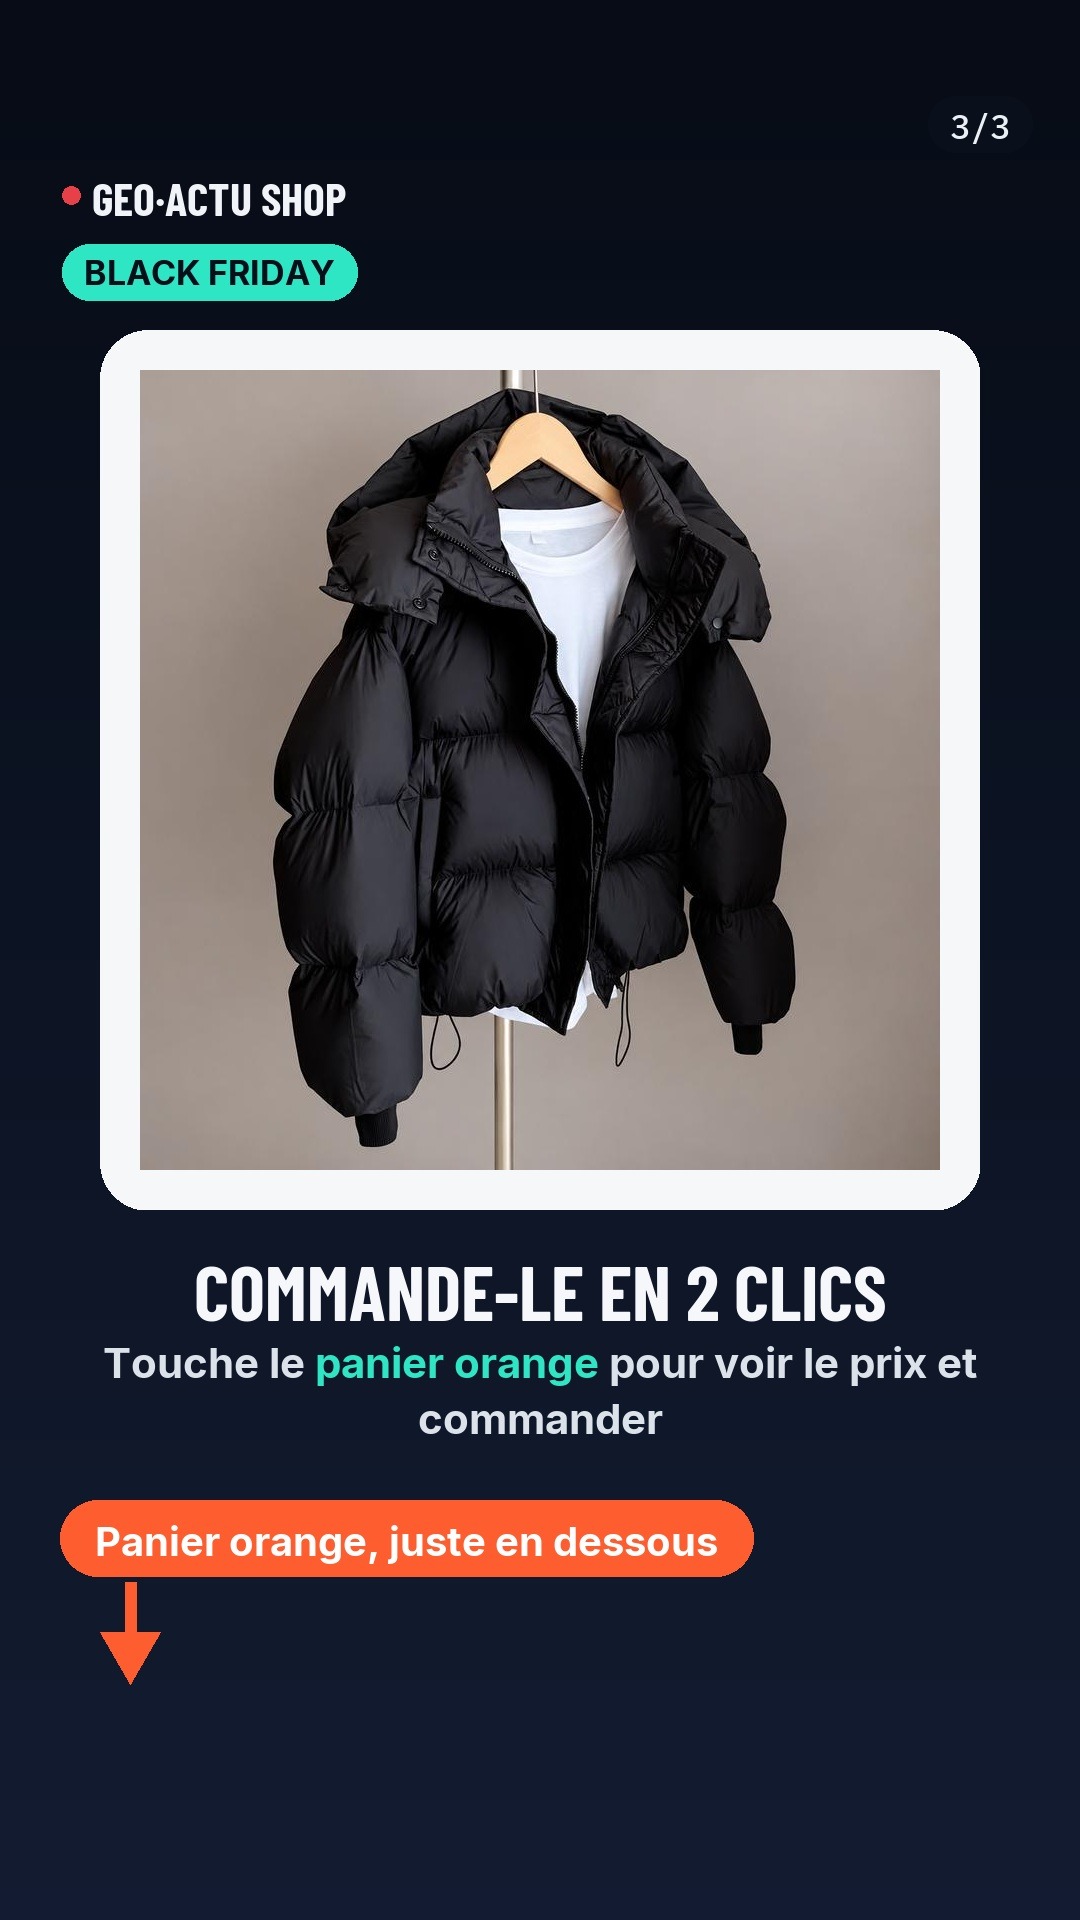 3/3
GEO·ACTU SHOP
BLACK FRIDAY
COMMANDE-LE EN 2 CLICS
Touche le panier orange pour voir le prix et
commander
Panier orange, juste en dessous